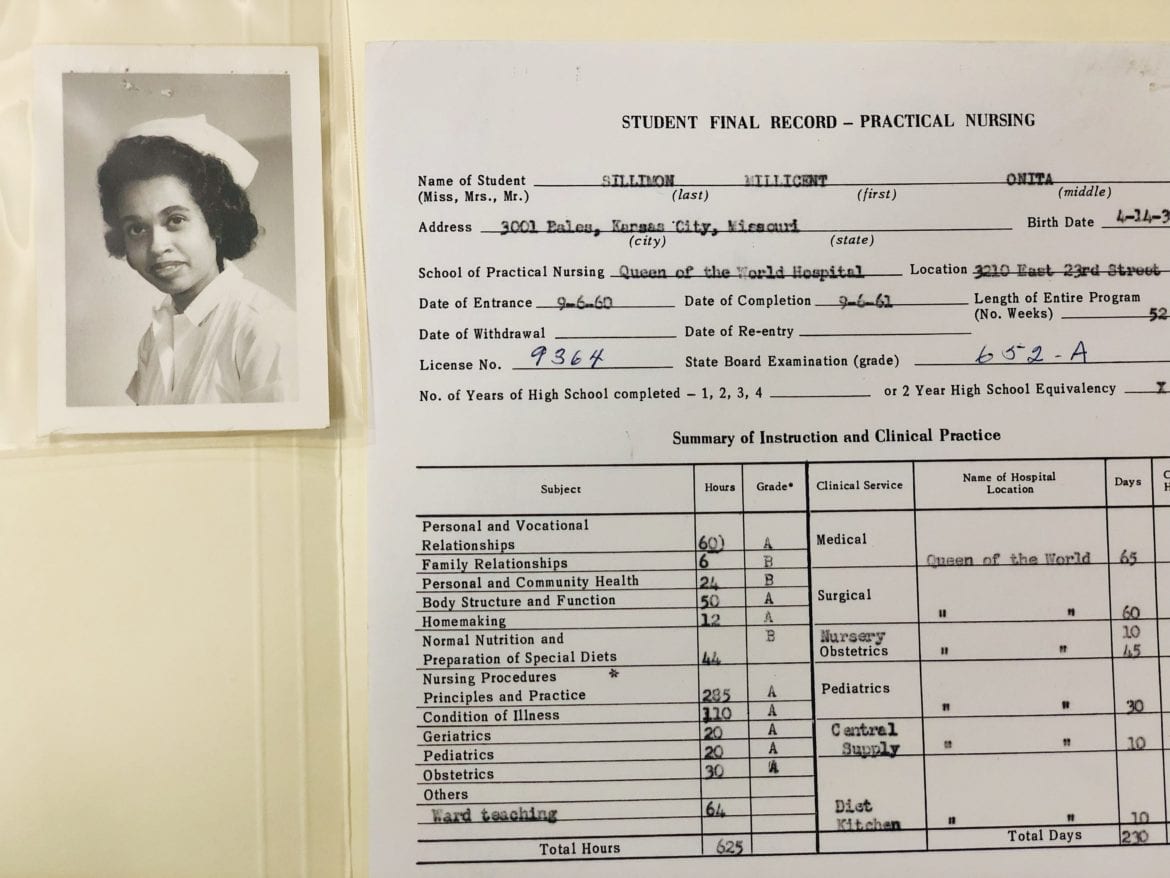 STUDENT FINAL RECORD – PRACTICAL NURSING
Name of Student SILLIMON MILLICENT ONITA
(Miss, Mrs., Mr.) (last) (first) (middle)
Address 3001 Eales, Kansas City, Missouri Birth Date 4-14-3
(city) (state)
School of Practical Nursing Queen of the World Hospital Location 3210 East 23rd Street
Date of Entrance 9-6-60 Date of Completion 9-6-61 Length of Entire Program
(No. Weeks) 52
Date of Withdrawal Date of Re-entry
License No. 9364 State Board Examination (grade) 652-A
No. of Years of High School completed – 1, 2, 3, 4 or 2 Year High School Equivalency X
Summary of Instruction and Clinical Practice
Subject Hours Grade* Clinical Service Name of Hospital Location Days
Personal and Vocational
Relationships 60 A Medical Queen of the World 65
Family Relationships 6 B
Personal and Community Health 24 B
Body Structure and Function 50 A Surgical
Homemaking 12 A " " 60
Normal Nutrition and B Nursery 10
Preparation of Special Diets 44 Obstetrics " " 45
Nursing Procedures *
Principles and Practice 285 A Pediatrics
Condition of Illness 110 A " " 30
Geriatrics 20 A Central
Pediatrics 20 A Supply " " 10
Obstetrics 30 A
Others
Ward teaching 64 Diet
Kitchen " " 10
Total Hours 625 Total Days 230